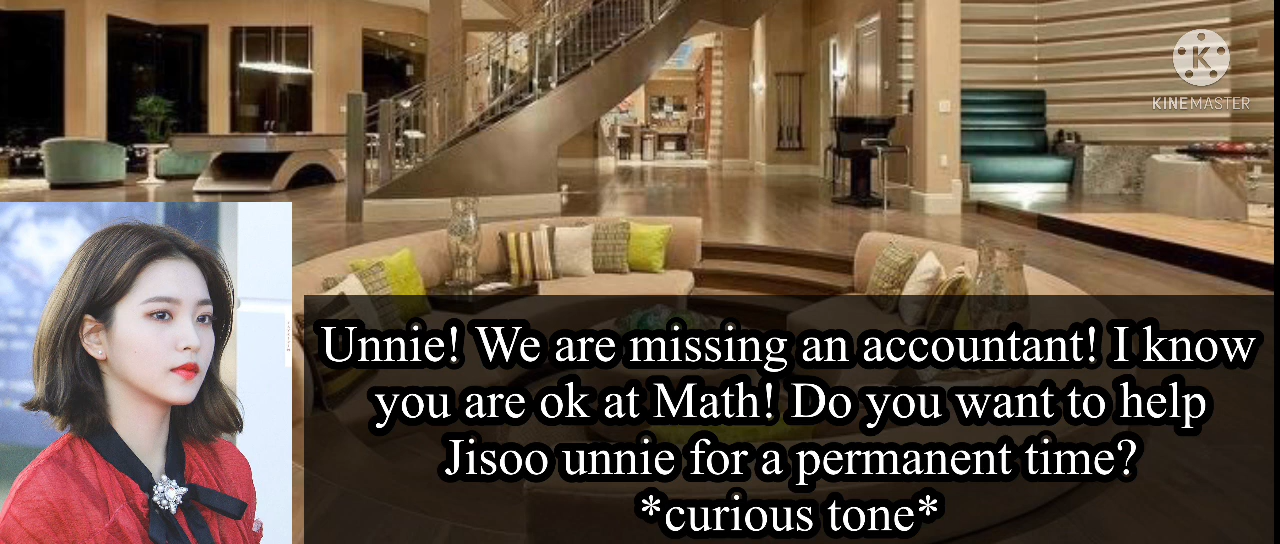 KINEMASTER
Unnie! We are missing an accountant! I know
you are ok at Math! Do you want to help
Jisoo unnie for a permanent time?
*curious tone*